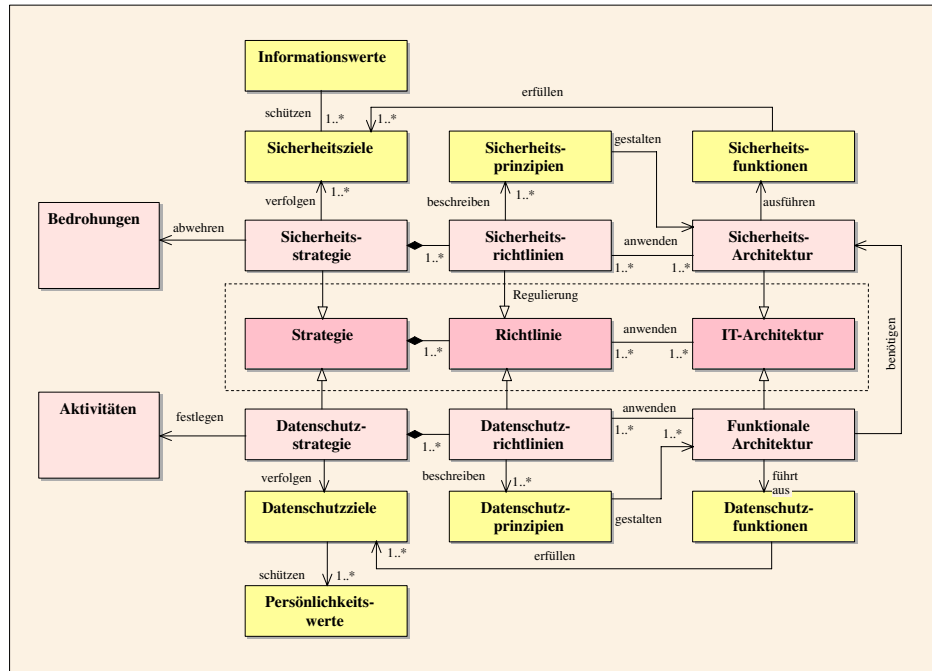 Informationswerte
schützen
1..*
1..*
erfüllen
Sicherheitsziele
Sicherheits-
prinzipien
gestalten
Sicherheits-
funktionen
verfolgen
1..*
beschreiben
1..*
ausführen
Bedrohungen
abwehren
Sicherheits-
strategie
1..*
Sicherheits-
richtlinien
anwenden
1..*
1..*
Sicherheits-
Architektur
Regulierung
Strategie
1..*
Richtlinie
anwenden
1..*
1..*
IT-Architektur
benötigen
Aktivitäten
festlegen
Datenschutz-
strategie
1..*
Datenschutz-
richtlinien
anwenden
1..*
1..*
Funktionale
Architektur
verfolgen
beschreiben
1..*
führt
aus
Datenschutzziele
Datenschutz-
prinzipien
gestalten
Datenschutz-
funktionen
1..*
erfüllen
schützen
1..*
Persönlichkeits-
werte